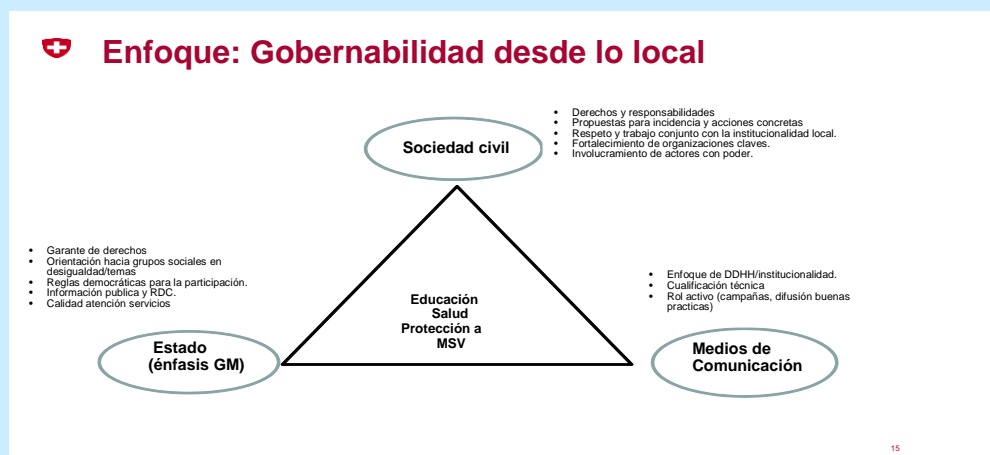 Enfoque: Gobernabilidad desde lo local
Sociedad civil
• Derechos y responsabilidades
• Propuestas para incidencia y acciones concretas
• Respeto y trabajo conjunto con la institucionalidad local.
• Fortalecimiento de organizaciones claves.
• Involucramiento de actores con poder.
• Garante de derechos
• Orientación hacia grupos sociales en
desigualdad/temas
• Reglas democráticas para la participación.
• Información publica y RDC.
• Calidad atención servicios
• Enfoque de DDHH/institucionalidad.
• Cualificación técnica
• Rol activo (campañas, difusión buenas
practicas)
Educación
Salud
Protección a
MSV
Estado
(énfasis GM)
Medios de
Comunicación
15